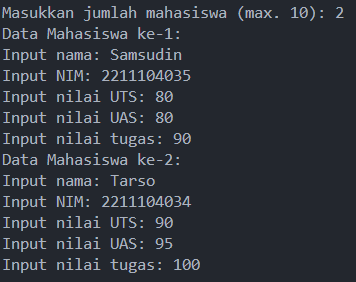 Masukkan jumlah mahasiswa (max. 10): 2
Data Mahasiswa ke-1:
Input nama: Samsudin
Input NIM: 2211104035
Input nilai UTS: 80
Input nilai UAS: 80
Input nilai tugas: 90
Data Mahasiswa ke-2:
Input nama: Tarso
Input NIM: 2211104034
Input nilai UTS: 90
Input nilai UAS: 95
Input nilai tugas: 100